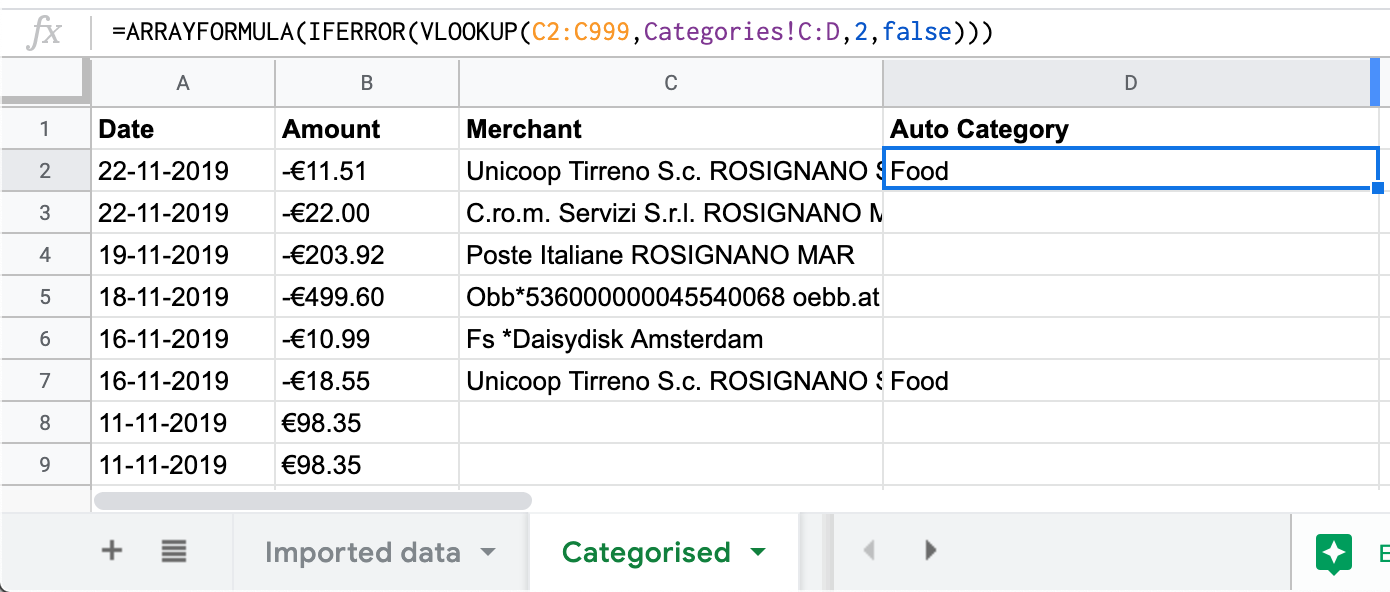 fx =ARRAYFORMULA(IFERROR(VLOOKUP(C2:C999,Categories!C:D,2,false)))
A B C D
1 Date Amount Merchant Auto Category
2 22-11-2019 -€11.51 Unicoop Tirreno S.c. ROSIGNANO Food
3 22-11-2019 -€22.00 C.ro.m. Servizi S.r.l. ROSIGNANO M
4 19-11-2019 -€203.92 Poste Italiane ROSIGNANO MAR
5 18-11-2019 -€499.60 Obb*536000000045540068 oebb.at
6 16-11-2019 -€10.99 Fs *Daisydisk Amsterdam
7 16-11-2019 -€18.55 Unicoop Tirreno S.c. ROSIGNANO Food
8 11-11-2019 €98.35
9 11-11-2019 €98.35
Imported data Categorised E